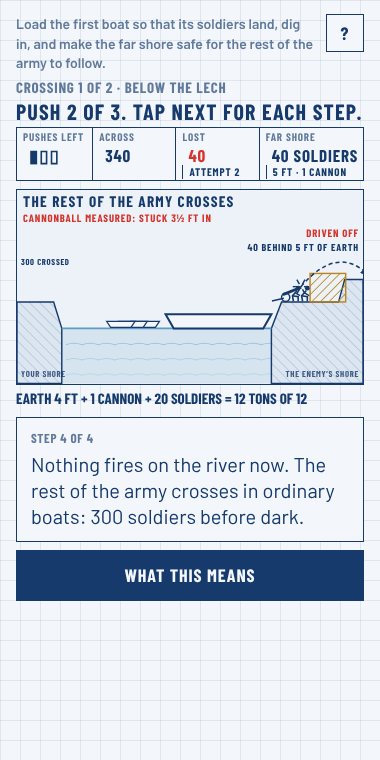 Load the first boat so that its soldiers land, dig
in, and make the far shore safe for the rest of the
army to follow.
?
CROSSING 1 OF 2 · BELOW THE LECH
PUSH 2 OF 3. TAP NEXT FOR EACH STEP.
PUSHES LEFT
ACROSS
340
LOST
40
ATTEMPT 2
FAR SHORE
40 SOLDIERS
5 FT · 1 CANNON
THE REST OF THE ARMY CROSSES
CANNONBALL MEASURED: STUCK 3½ FT IN
DRIVEN OFF
40 BEHIND 5 FT OF EARTH
300 CROSSED
YOUR SHORE
THE ENEMY'S SHORE
EARTH 4 FT + 1 CANNON + 20 SOLDIERS = 12 TONS OF 12
STEP 4 OF 4
Nothing fires on the river now. The
rest of the army crosses in ordinary
boats: 300 soldiers before dark.
WHAT THIS MEANS